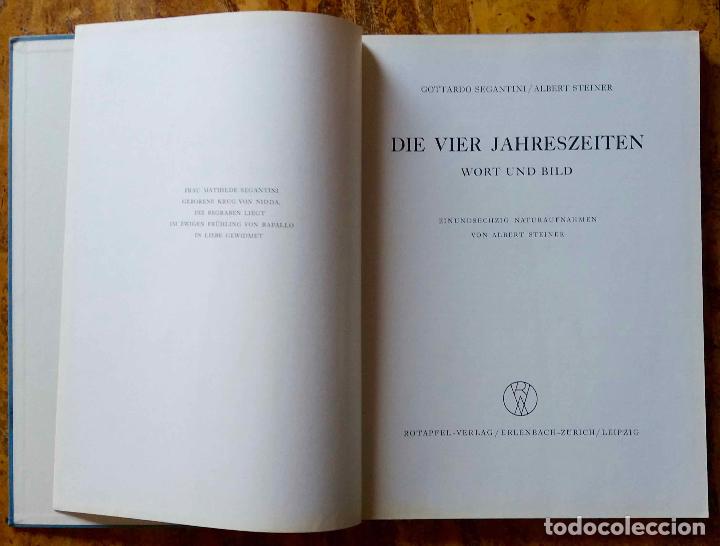 FRAU MATHILDE SEGANTINI
GEBORENE KRUG VON NIDDA,
DIE BEGRABEN LIEGT
IM EWIGEN FRÜHLING VON RAPALLO
IN LIEBE GEWIDMET
GOTTARDO SEGANTINI/ALBERT STEINER
DIE VIER JAHRESZEITEN
WORT UND BILD
EINUNDSECHZIG NATURAUFNAHMEN
VON ALBERT STEINER
ROTAPFEL-VERLAG/ERLENBACH-ZÜRICH/LEIPZIG
todocoleccion.net